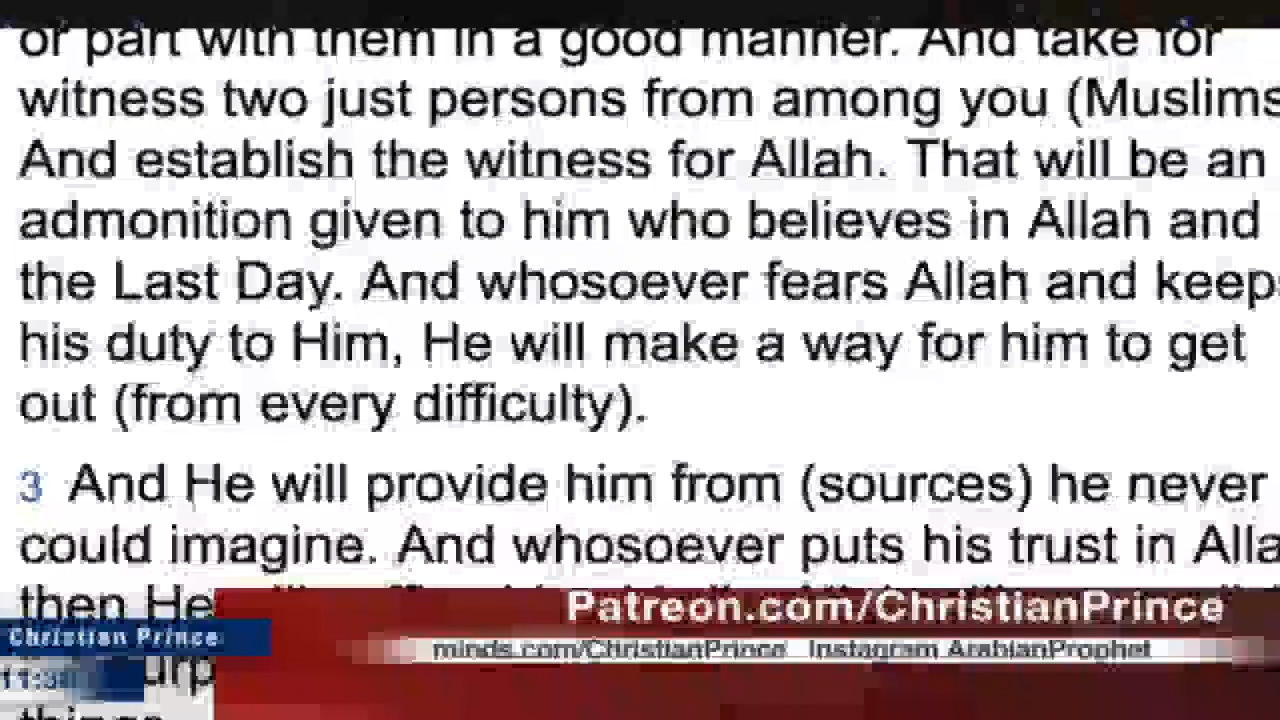 or part with them in a good manner. And take for
witness two just persons from among you (Muslims
And establish the witness for Allah. That will be an
admonition given to him who believes in Allah and
the Last Day. And whosoever fears Allah and keeps
his duty to Him, He will make a way for him to get
out (from every difficulty).
3 And He will provide him from (sources) he never
could imagine. And whosoever puts his trust in Alla
then He
Patreon.com/ChristianPrince
Christian Prince
minds.com/ChristianPrince Instagram ArabianProphet
things